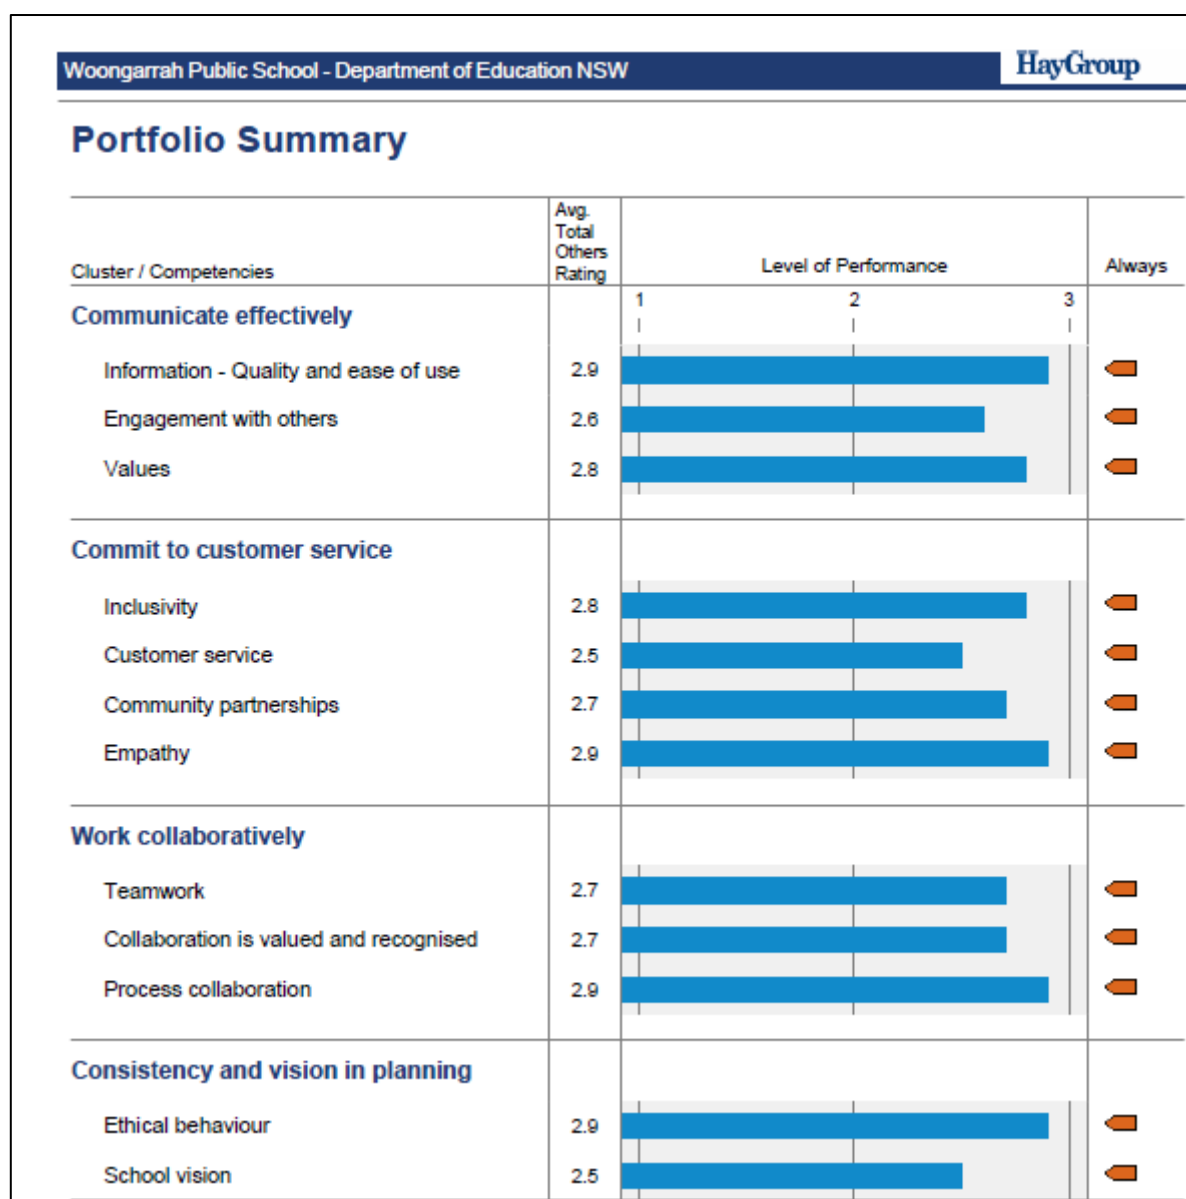 Woongarrah Public School - Department of Education NSW
HayGroup
Portfolio Summary
Cluster / Competencies
Avg.
Total
Others
Rating
Level of Performance
Always
Communicate effectively
1 2 3
Information - Quality and ease of use 2.9
Engagement with others 2.6
Values 2.8
Commit to customer service
Inclusivity 2.8
Customer service 2.5
Community partnerships 2.7
Empathy 2.9
Work collaboratively
Teamwork 2.7
Collaboration is valued and recognised 2.7
Process collaboration 2.9
Consistency and vision in planning
Ethical behaviour 2.9
School vision 2.5